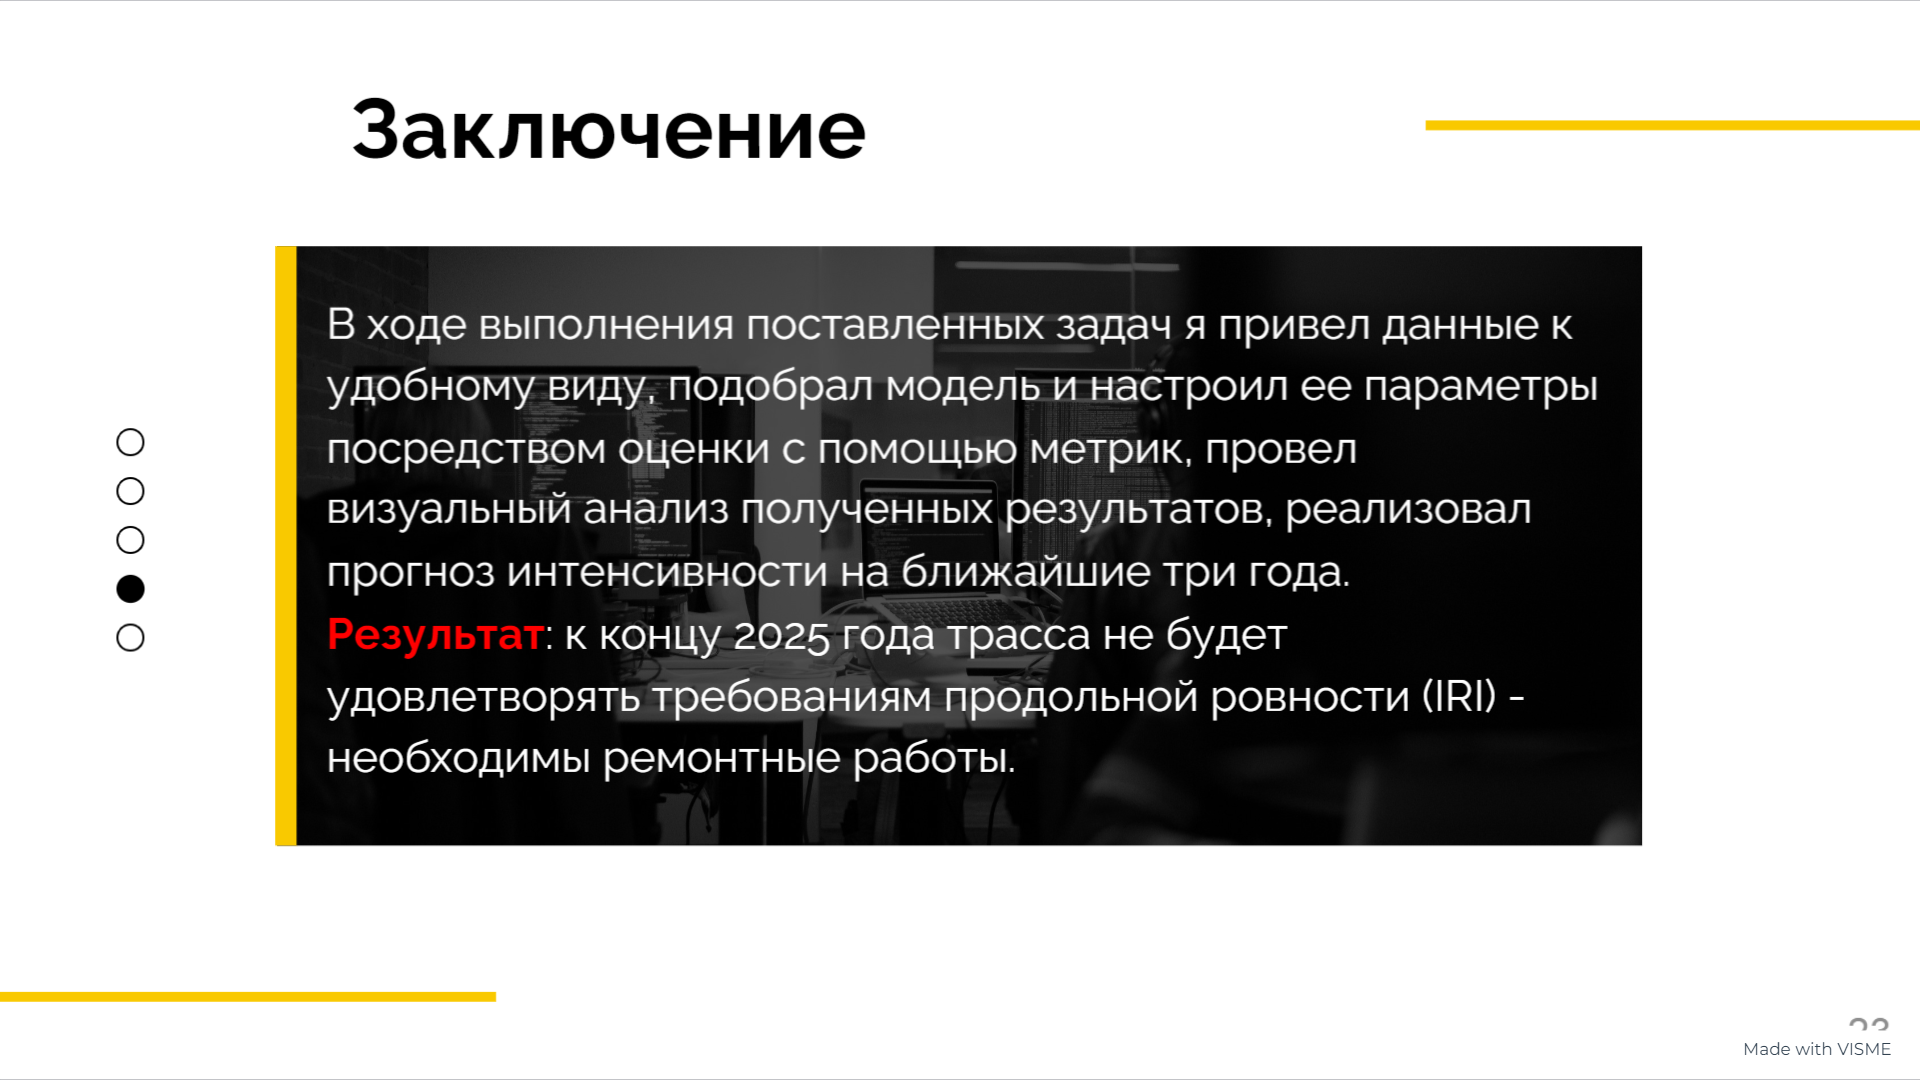 Заключение
В ходе выполнения поставленных задач я привел данные к
удобному виду, подобрал модель и настроил ее параметры
посредством оценки с помощью метрик, провел
визуальный анализ полученных результатов, реализовал
прогноз интенсивности на ближайшие три года.
Результат: к концу 2025 года трасса не будет
удовлетворять требованиям продольной ровности (IRI) -
необходимы ремонтные работы.
Made with VISME